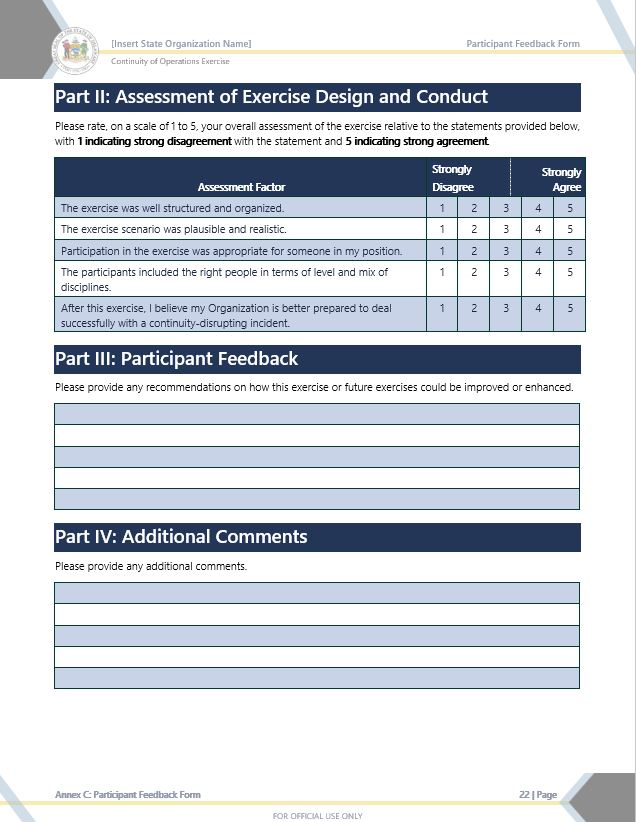 [Insert State Organization Name] Participant Feedback Form
Continuity of Operations Exercise
Part II: Assessment of Exercise Design and Conduct
Please rate, on a scale of 1 to 5, your overall assessment of the exercise relative to the statements provided below,
with 1 indicating strong disagreement with the statement and 5 indicating strong agreement.
Assessment Factor Strongly Disagree Strongly Agree
The exercise was well structured and organized. 1 2 3 4 5
The exercise scenario was plausible and realistic. 1 2 3 4 5
Participation in the exercise was appropriate for someone in my position. 1 2 3 4 5
The participants included the right people in terms of level and mix of 1 2 3 4 5
disciplines.
After this exercise, I believe my Organization is better prepared to deal 1 2 3 4 5
successfully with a continuity-disrupting incident.
Part III: Participant Feedback
Please provide any recommendations on how this exercise or future exercises could be improved or enhanced.
Part IV: Additional Comments
Please provide any additional comments.
Annex C: Participant Feedback Form 22 | Page
FOR OFFICIAL USE ONLY